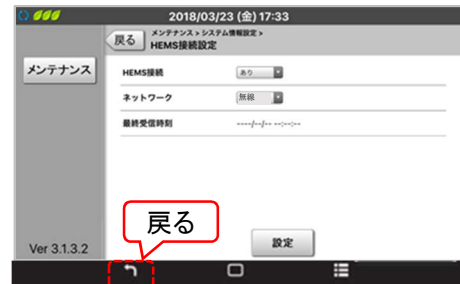 2018/03/23 (金) 17:33
戻る
メンテナンス > システム情報設定 >
HEMS接続設定
メンテナンス
HEMS接続
あり
ネットワーク
無線
最終受信時刻
----/--/-- --:--:--
戻る
設定
Ver 3.1.3.2